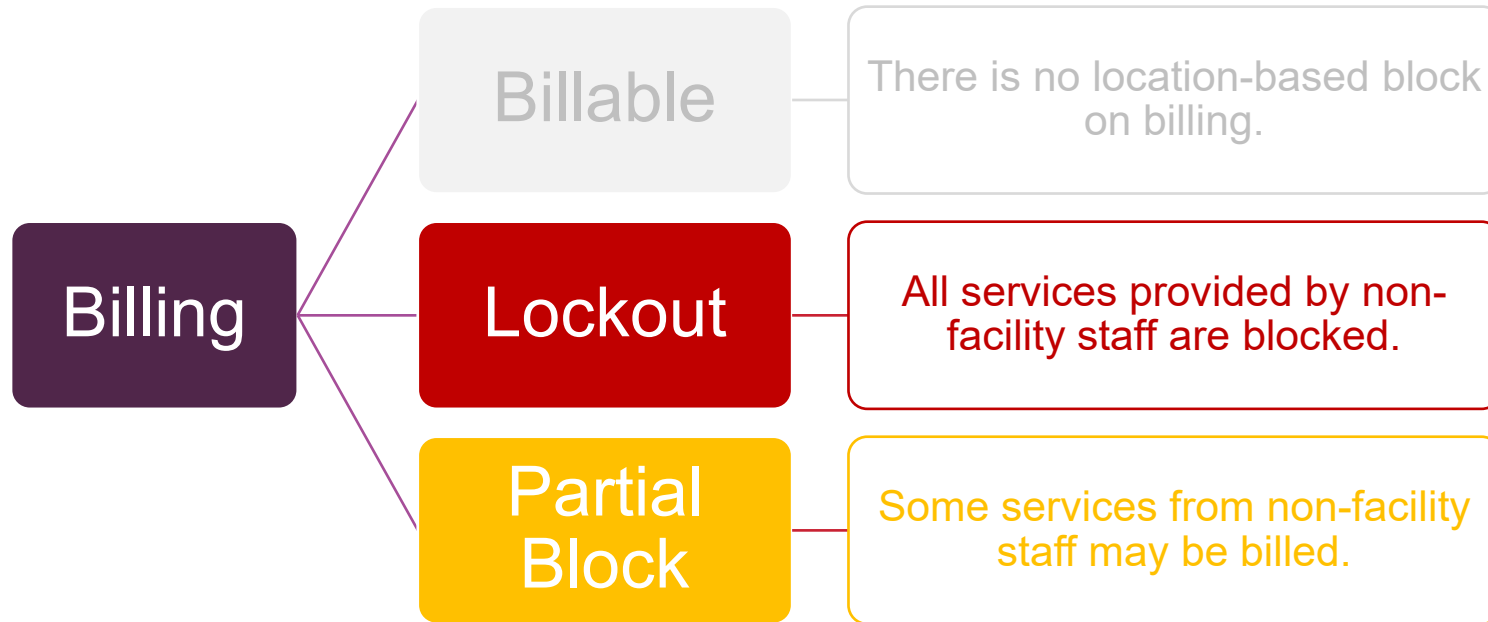 Billing
Billable
There is no location-based block
on billing.
Lockout
All services provided by non-
facility staff are blocked.
Partial
Block
Some services from non-facility
staff may be billed.